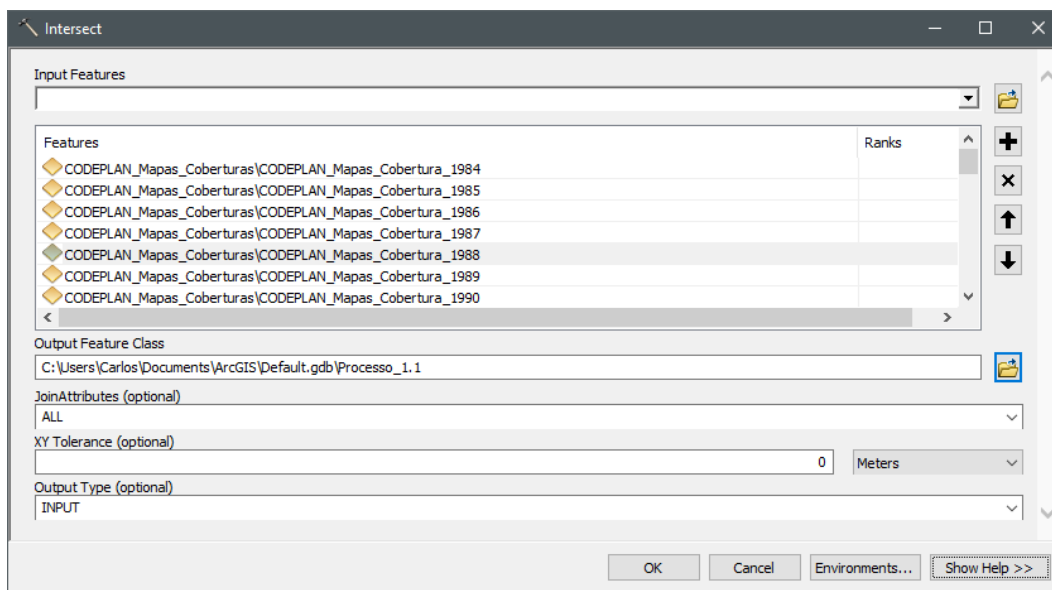 Intersect
Input Features
Features Ranks
CODEPLAN_Mapas_Coberturas\CODEPLAN_Mapas_Cobertura_1984
CODEPLAN_Mapas_Coberturas\CODEPLAN_Mapas_Cobertura_1985
CODEPLAN_Mapas_Coberturas\CODEPLAN_Mapas_Cobertura_1986
CODEPLAN_Mapas_Coberturas\CODEPLAN_Mapas_Cobertura_1987
CODEPLAN_Mapas_Coberturas\CODEPLAN_Mapas_Cobertura_1988
CODEPLAN_Mapas_Coberturas\CODEPLAN_Mapas_Cobertura_1989
CODEPLAN_Mapas_Coberturas\CODEPLAN_Mapas_Cobertura_1990
Output Feature Class
C:\Users\Carlos\Documents\ArcGIS\Default.gdb\Processo_1.1
JoinAttributes (optional)
ALL
XY Tolerance (optional)
0 Meters
Output Type (optional)
INPUT
OK Cancel Environments... Show Help >>